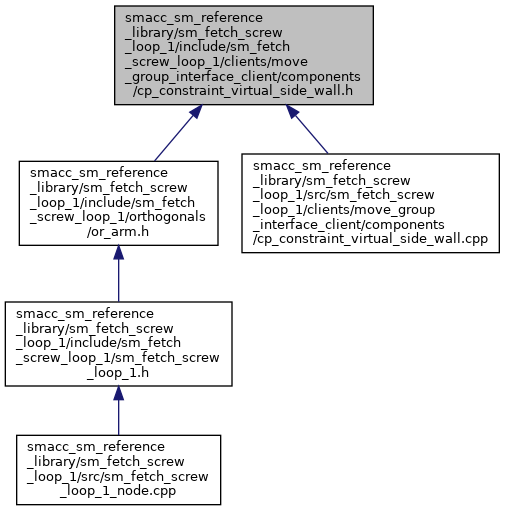 smacc_sm_reference
_library/sm_fetch_screw
_loop_1/include/sm_fetch
_screw_loop_1/clients/move
_group_interface_client/components
/cp_constraint_virtual_side_wall.h
smacc_sm_reference
_library/sm_fetch_screw
_loop_1/include/sm_fetch
_screw_loop_1/orthogonals
/or_arm.h
smacc_sm_reference
_library/sm_fetch_screw
_loop_1/src/sm_fetch_screw
_loop_1/clients/move_group
_interface_client/components
/cp_constraint_virtual_side_wall.cpp
smacc_sm_reference
_library/sm_fetch_screw
_loop_1/include/sm_fetch
_screw_loop_1/sm_fetch_screw
_loop_1.h
smacc_sm_reference
_library/sm_fetch_screw
_loop_1/src/sm_fetch_screw
_loop_1_node.cpp